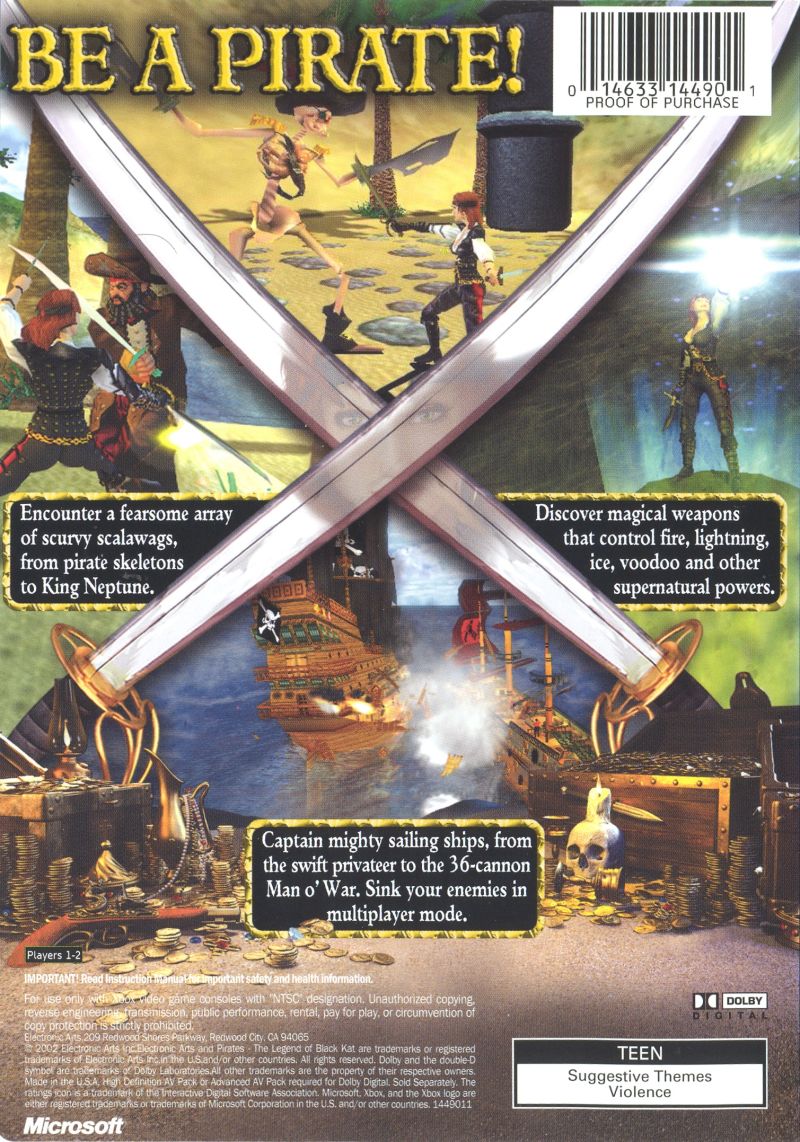 BE A PIRATE!
0 14633 14490 1
PROOF OF PURCHASE
Encounter a fearsome array
of scurvy scalawags,
from pirate skeletons
to King Neptune.
Discover magical weapons
that control fire, lightning,
ice, voodoo and other
supernatural powers.
Captain mighty sailing ships, from
the swift privateer to the 36-cannon
Man o' War. Sink your enemies in
multiplayer mode.
Players 1-2
IMPORTANT! Read Instruction Manual for important safety and health information.
For use only with Xbox video game consoles with "NTSC" designation. Unauthorized copying,
reverse engineering, transmission, public performance, rental, pay for play, or circumvention of
copy protection is strictly prohibited.
Electronic Arts,209 Redwood Shores Parkway, Redwood City, CA 94065
© 2002 Electronic Arts Inc.Electronic Arts and Pirates - The Legend of Black Kat are trademarks or registered
trademarks of Electronic Arts Inc.in the U.S.and/or other countries. All rights reserved. Dolby and the double-D
symbol are trademarks of Dolby Laboratories.All other trademarks are the property of their respective owners.
Made in the U.S.A. High Definition AV Pack or Advanced AV Pack required for Dolby Digital. Sold Separately. The
ratings icon is a trademark of the Interactive Digital Software Association. Microsoft, Xbox, and the Xbox logo are
either registered trademarks or trademarks of Microsoft Corporation in the U.S. and/or other countries. 1449011
DOLBY
DIGITAL
TEEN
Suggestive Themes
Violence
Microsoft